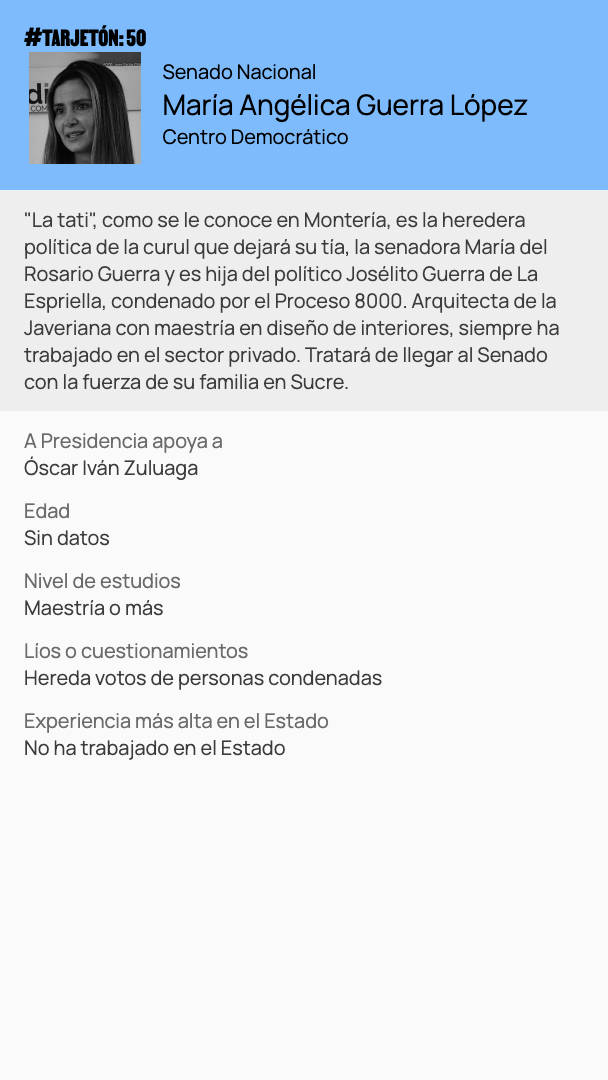 #TARJETÓN: 50
di
COM
Senado Nacional
María Angélica Guerra López
Centro Democrático
"La tati", como se le conoce en Montería, es la heredera
política de la curul que dejará su tía, la senadora María del
Rosario Guerra y es hija del político Josélito Guerra de La
Espriella, condenado por el Proceso 8000. Arquitecta de la
Javeriana con maestría en diseño de interiores, siempre ha
trabajado en el sector privado. Tratará de llegar al Senado
con la fuerza de su familia en Sucre.
A Presidencia apoya a
Óscar Iván Zuluaga
Edad
Sin datos
Nivel de estudios
Maestría o más
Líos o cuestionamientos
Hereda votos de personas condenadas
Experiencia más alta en el Estado
No ha trabajado en el Estado